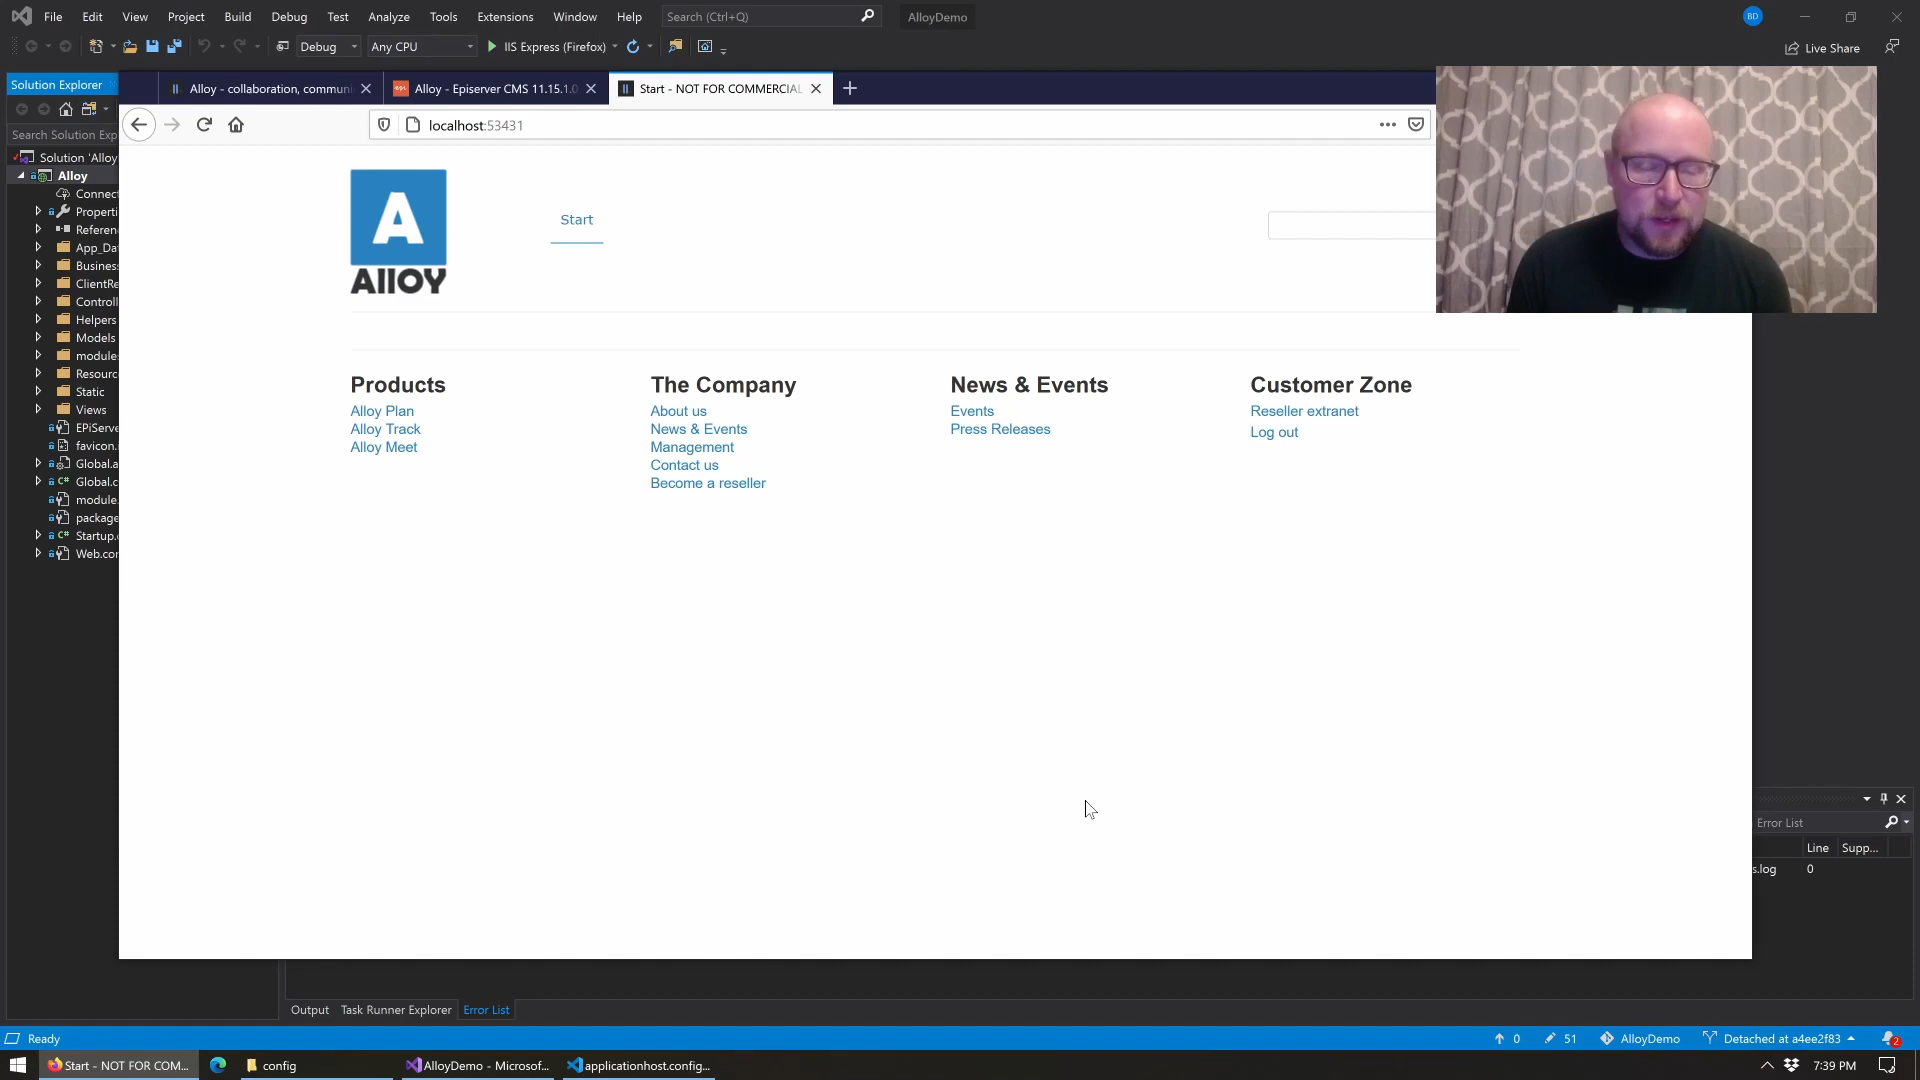 File Edit View Project Build Debug Test Analyze Tools Extensions Window Help Search (Ctrl+Q) AlloyDemo BD
Debug Any CPU IIS Express (Firefox) Live Share
Solution Explorer
Alloy - collaboration, communi Alloy - Episerver CMS 11.15.1.0 Start - NOT FOR COMMERCIAL
localhost:53431
Search Solution Exp
Solution 'Alloy
Alloy
Connect
Properti
Referen
App_Da
Business
ClientRe
Controll
Helpers
Models
module
Resourc
Static
Views
EPiServe
favicon.i
Global.a
Global.c
module.
package
Startup.
Web.con
A
Alloy
Start
Products
Alloy Plan
Alloy Track
Alloy Meet
The Company
About us
News & Events
Management
Contact us
Become a reseller
News & Events
Events
Press Releases
Customer Zone
Reseller extranet
Log out
Error List
Line Supp...
s.log 0
Output Task Runner Explorer Error List
Ready 0 51 AlloyDemo Detached at a4ee2f83 2
Start - NOT FOR COM... config AlloyDemo - Microsof... applicationhost.config... 7:39 PM